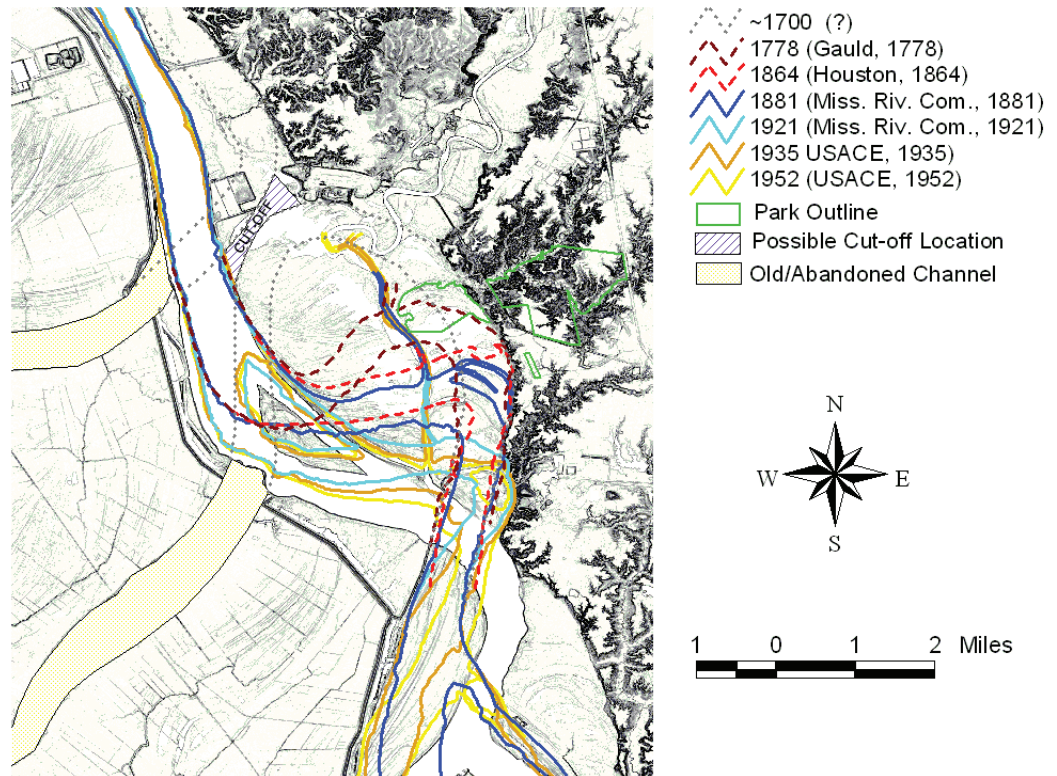 ~1700 (?)
1778 (Gauld, 1778)
1864 (Houston, 1864)
1881 (Miss. Riv. Com., 1881)
1921 (Miss. Riv. Com., 1921)
1935 USACE, 1935)
1952 (USACE, 1952)
Park Outline
Possible Cut-off Location
Old/Abandoned Channel
CUT-OFF
N
W E
S
1 0 1 2 Miles